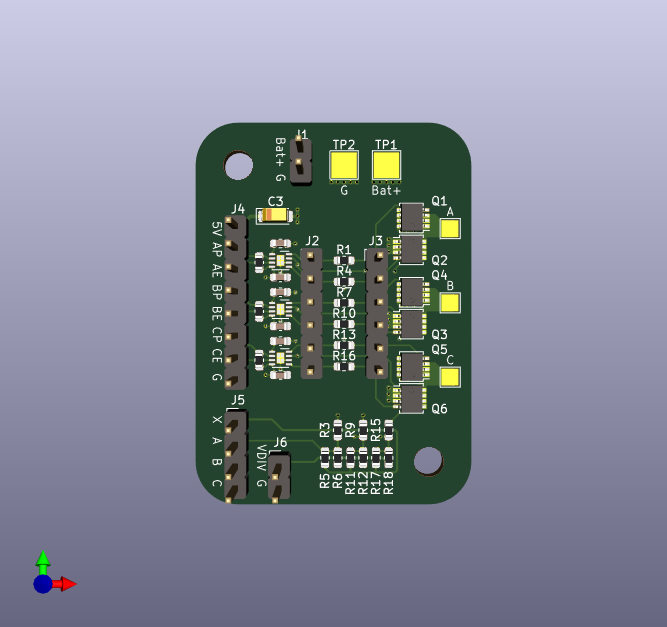 J1
Bat+ G
TP2
TP1
G
Bat+
Q1
A
C3
J4
5V AP AE BP BE CP CE G
J2
J3
R1
R4
R7
R10
R13
R16
Q2
Q4
B
Q3
Q5
C
Q6
J5
X A B C
J6
VDIV G
R3
R9
R15
R5
R6
R11
R12
R17
R18